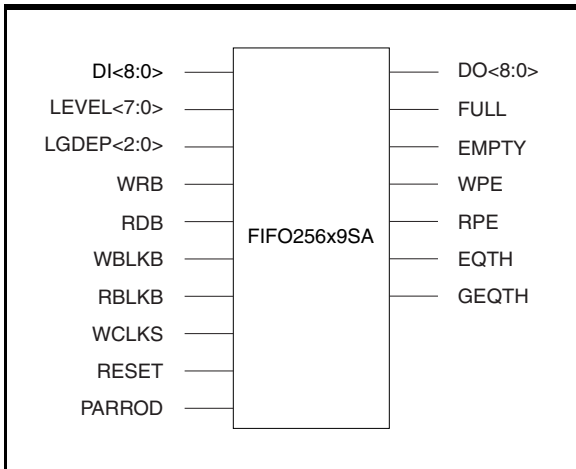 DI<8:0>
LEVEL<7:0>
LGDEP<2:0>
WRB
RDB
WBLKB
RBLKB
WCLKS
RESET
PARROD
FIFO256x9SA
DO<8:0>
FULL
EMPTY
WPE
RPE
EQTH
GEQTH